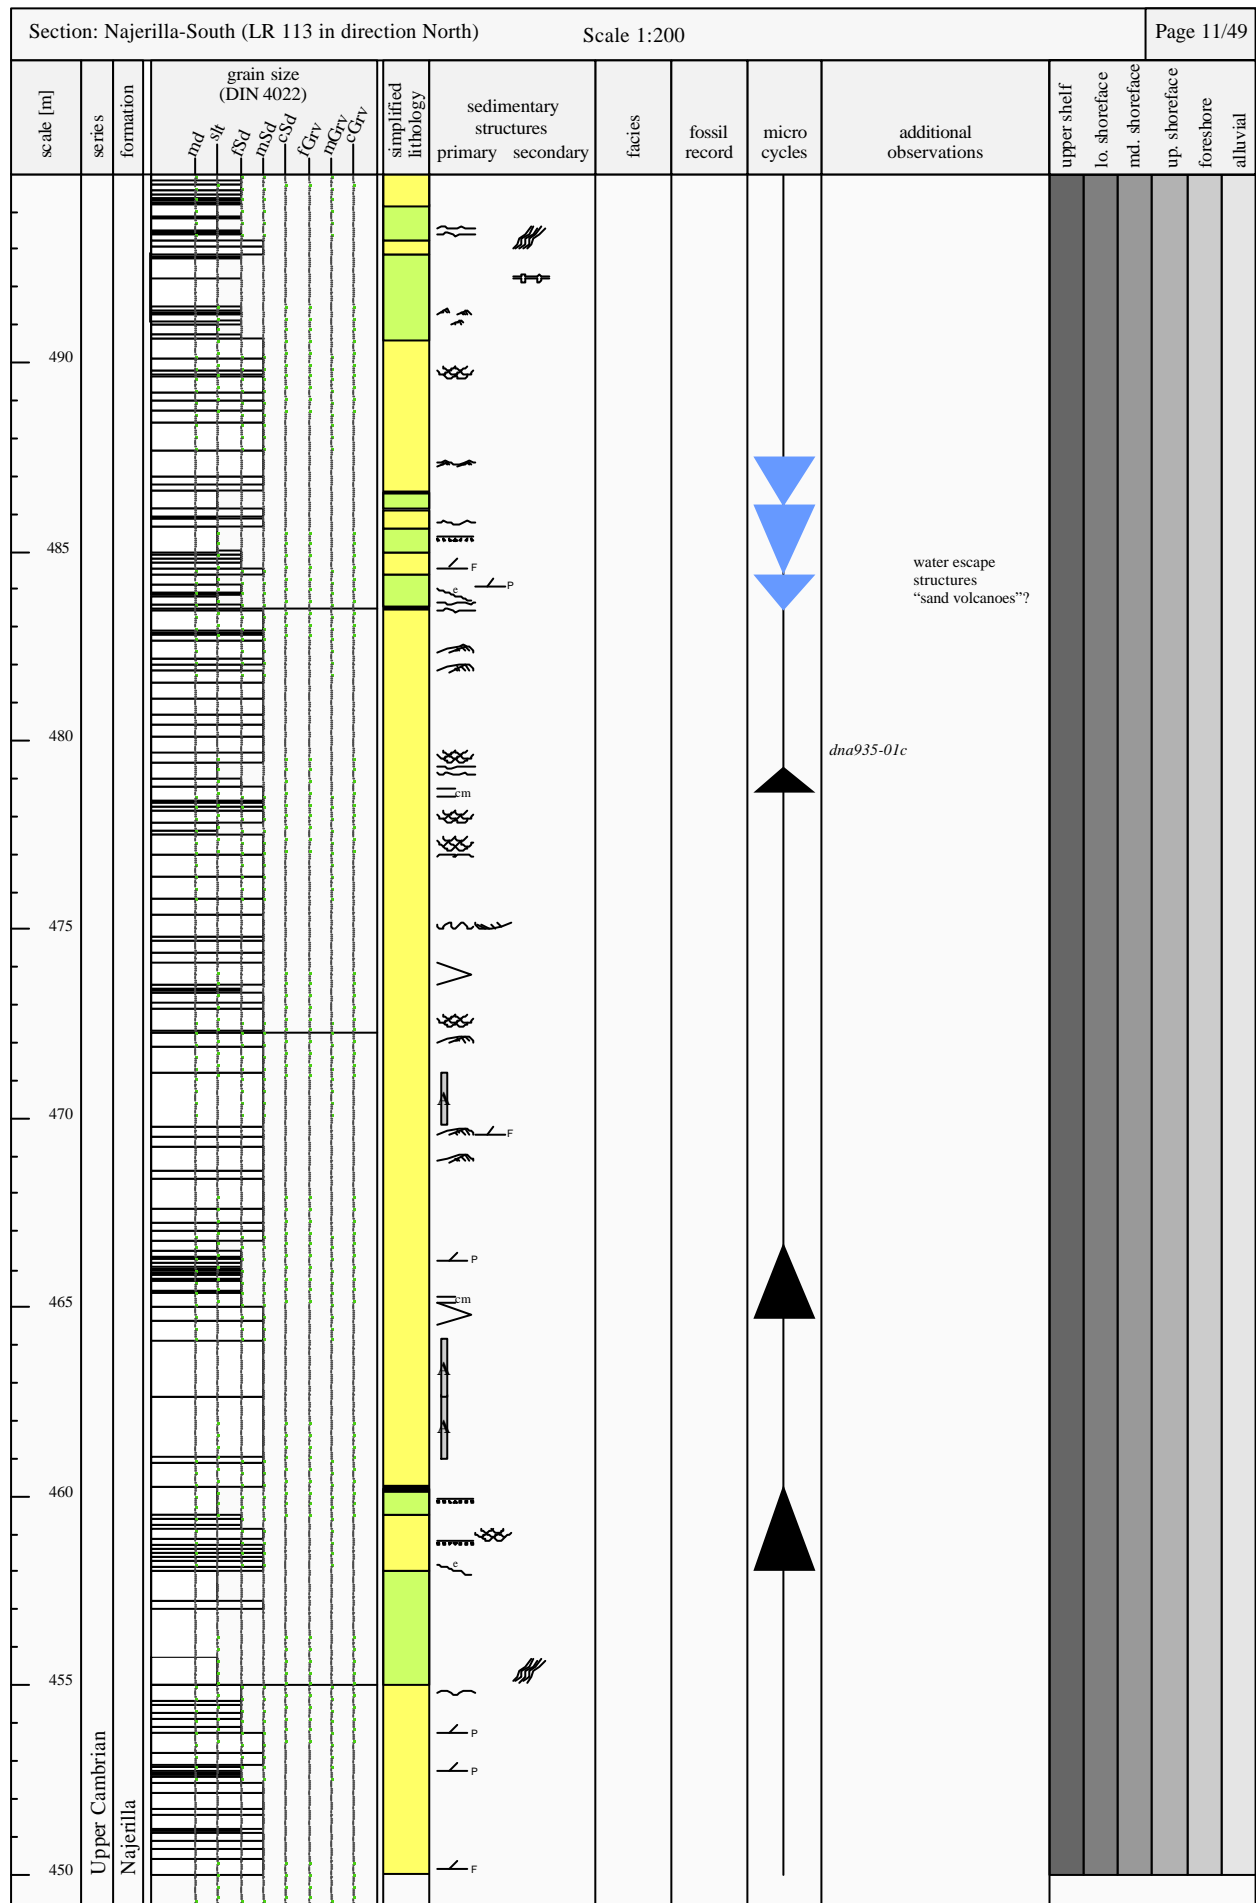 Section: Najerilla-South (LR 113 in direction North)
Scale 1:200
Page 11/49
scale [m]
series
formation
grain size
(DIN 4022)
md
slt
fSd
mSd
cSd
fGrv
mGrv
cGrv
simplified
lithology
sedimentary
structures
primary secondary
facies
fossil
record
micro
cycles
additional
observations
upper shelf
lo. shoreface
md. shoreface
up. shoreface
foreshore
alluvial
490
485
F
water escape
structures
"sand volcanoes"?
P
e
480
dna935-01c
cm
475
470
A
F
P
465
cm
A
A
460
e
455
P
P
450
F
Upper Cambrian
Najerilla